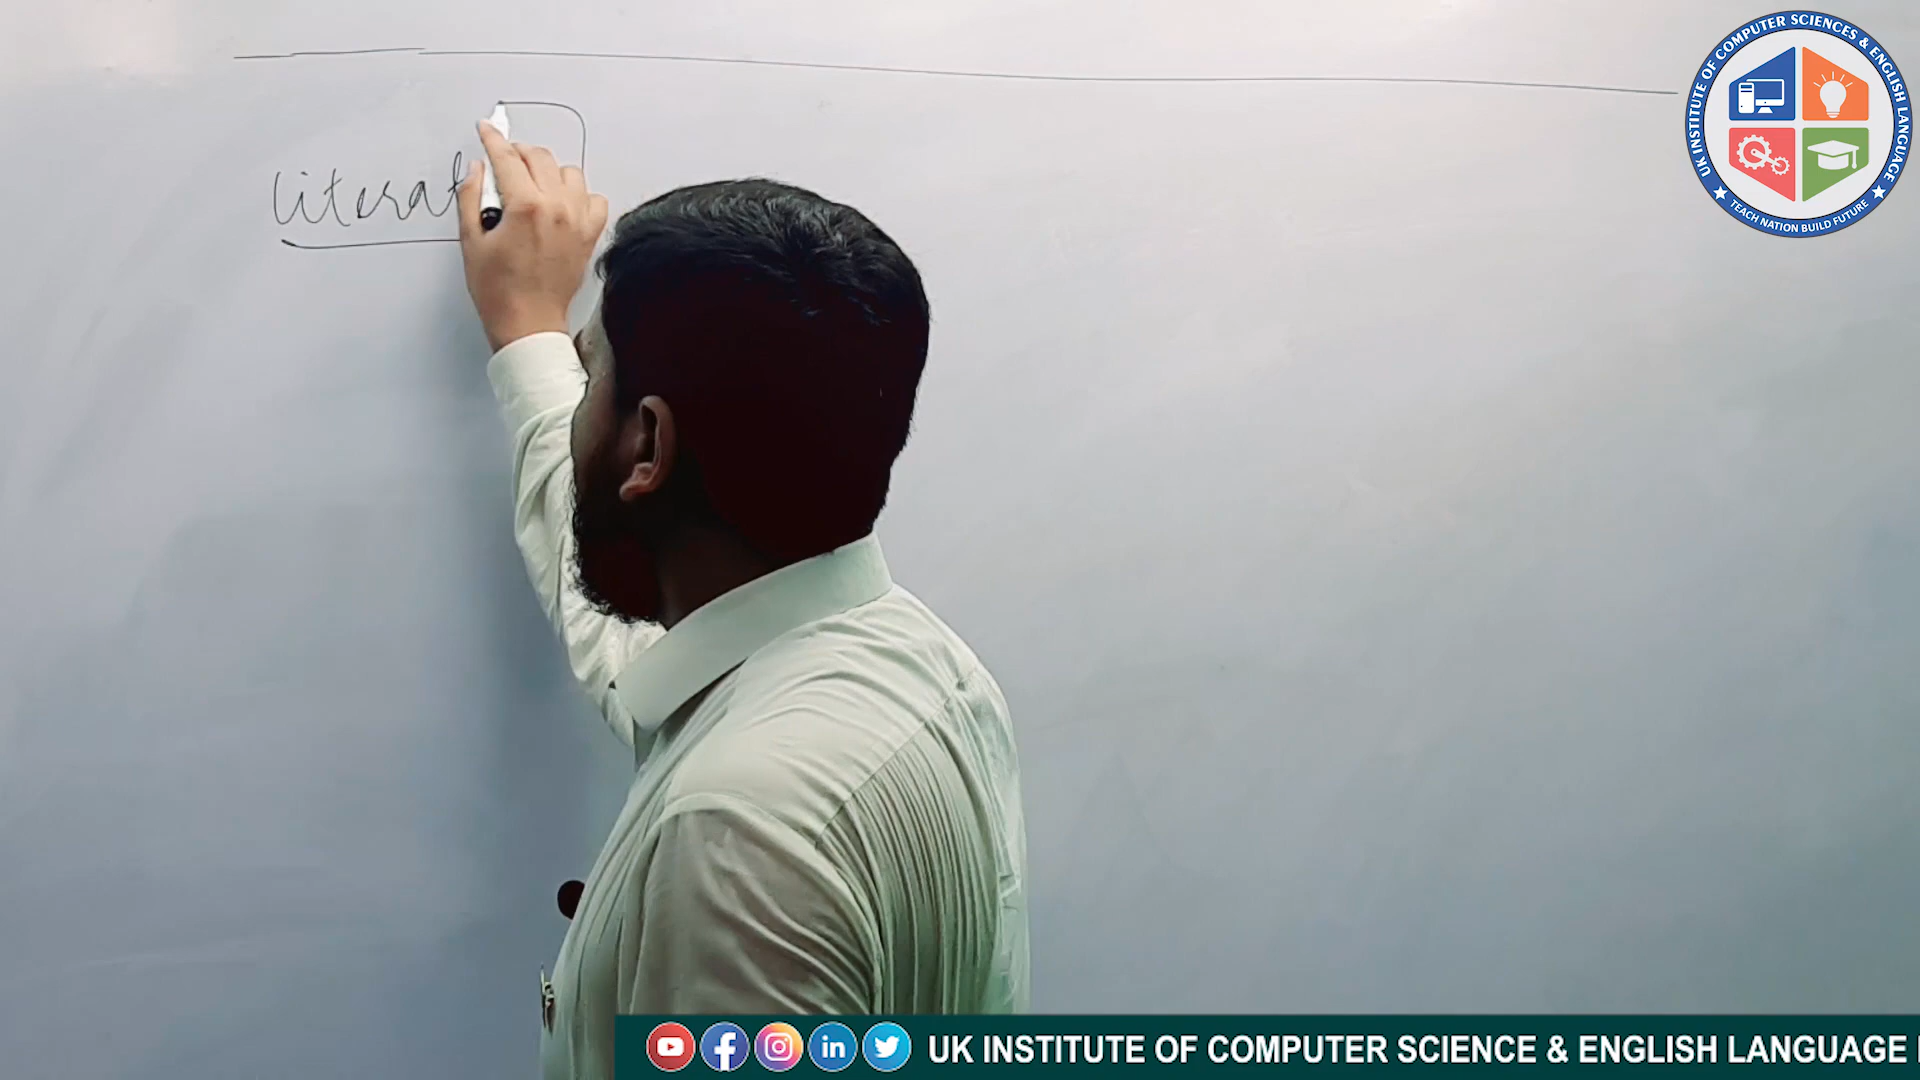 literat
UK INSTITUTE OF COMPUTER SCIENCES & ENGLISH LANGUAGE
TEACH NATION BUILD FUTURE
UK INSTITUTE OF COMPUTER SCIENCE & ENGLISH LANGUAGE